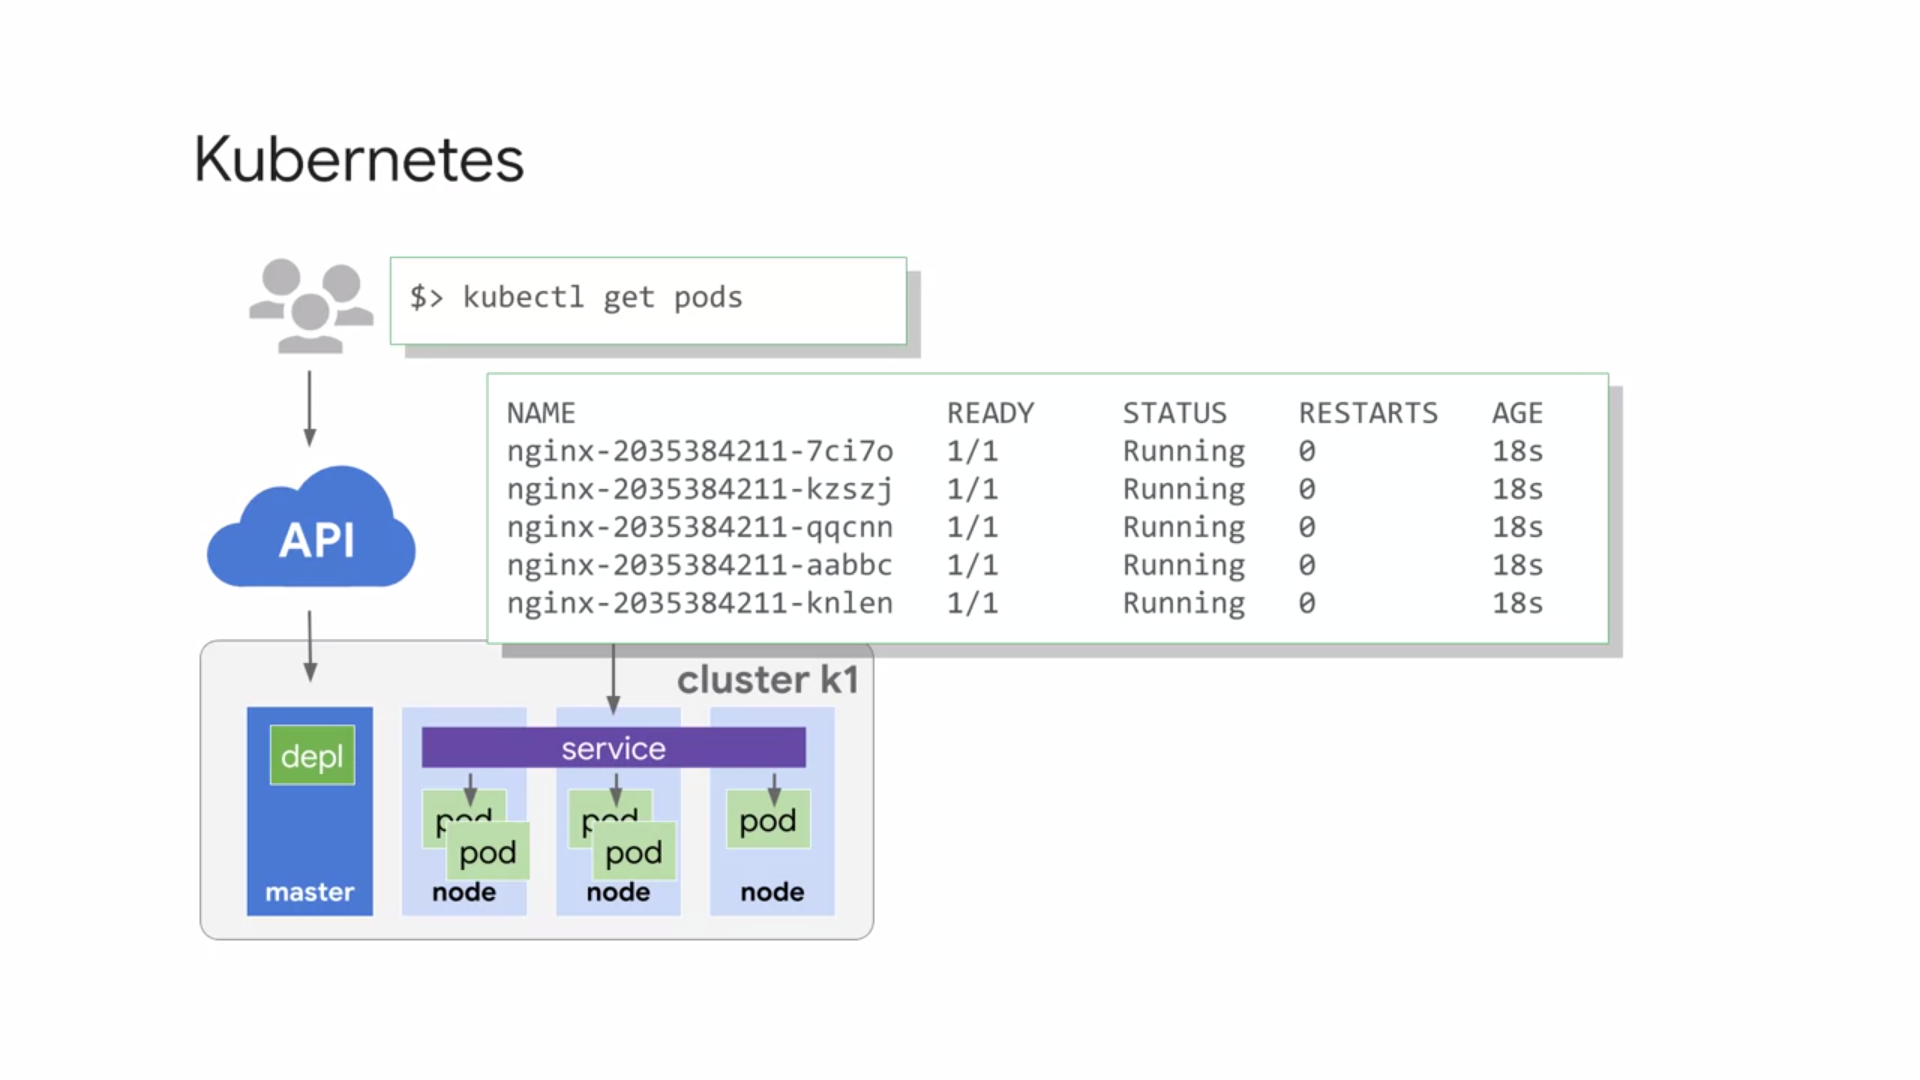 Kubernetes
$> kubectl get pods
NAME READY STATUS RESTARTS AGE
nginx-2035384211-7ci7o 1/1 Running 0 18s
nginx-2035384211-kzszj 1/1 Running 0 18s
nginx-2035384211-qqcnn 1/1 Running 0 18s
nginx-2035384211-aabbc 1/1 Running 0 18s
nginx-2035384211-knlen 1/1 Running 0 18s
API
cluster k1
depl
service
pod pod pod
pod pod
master node node node